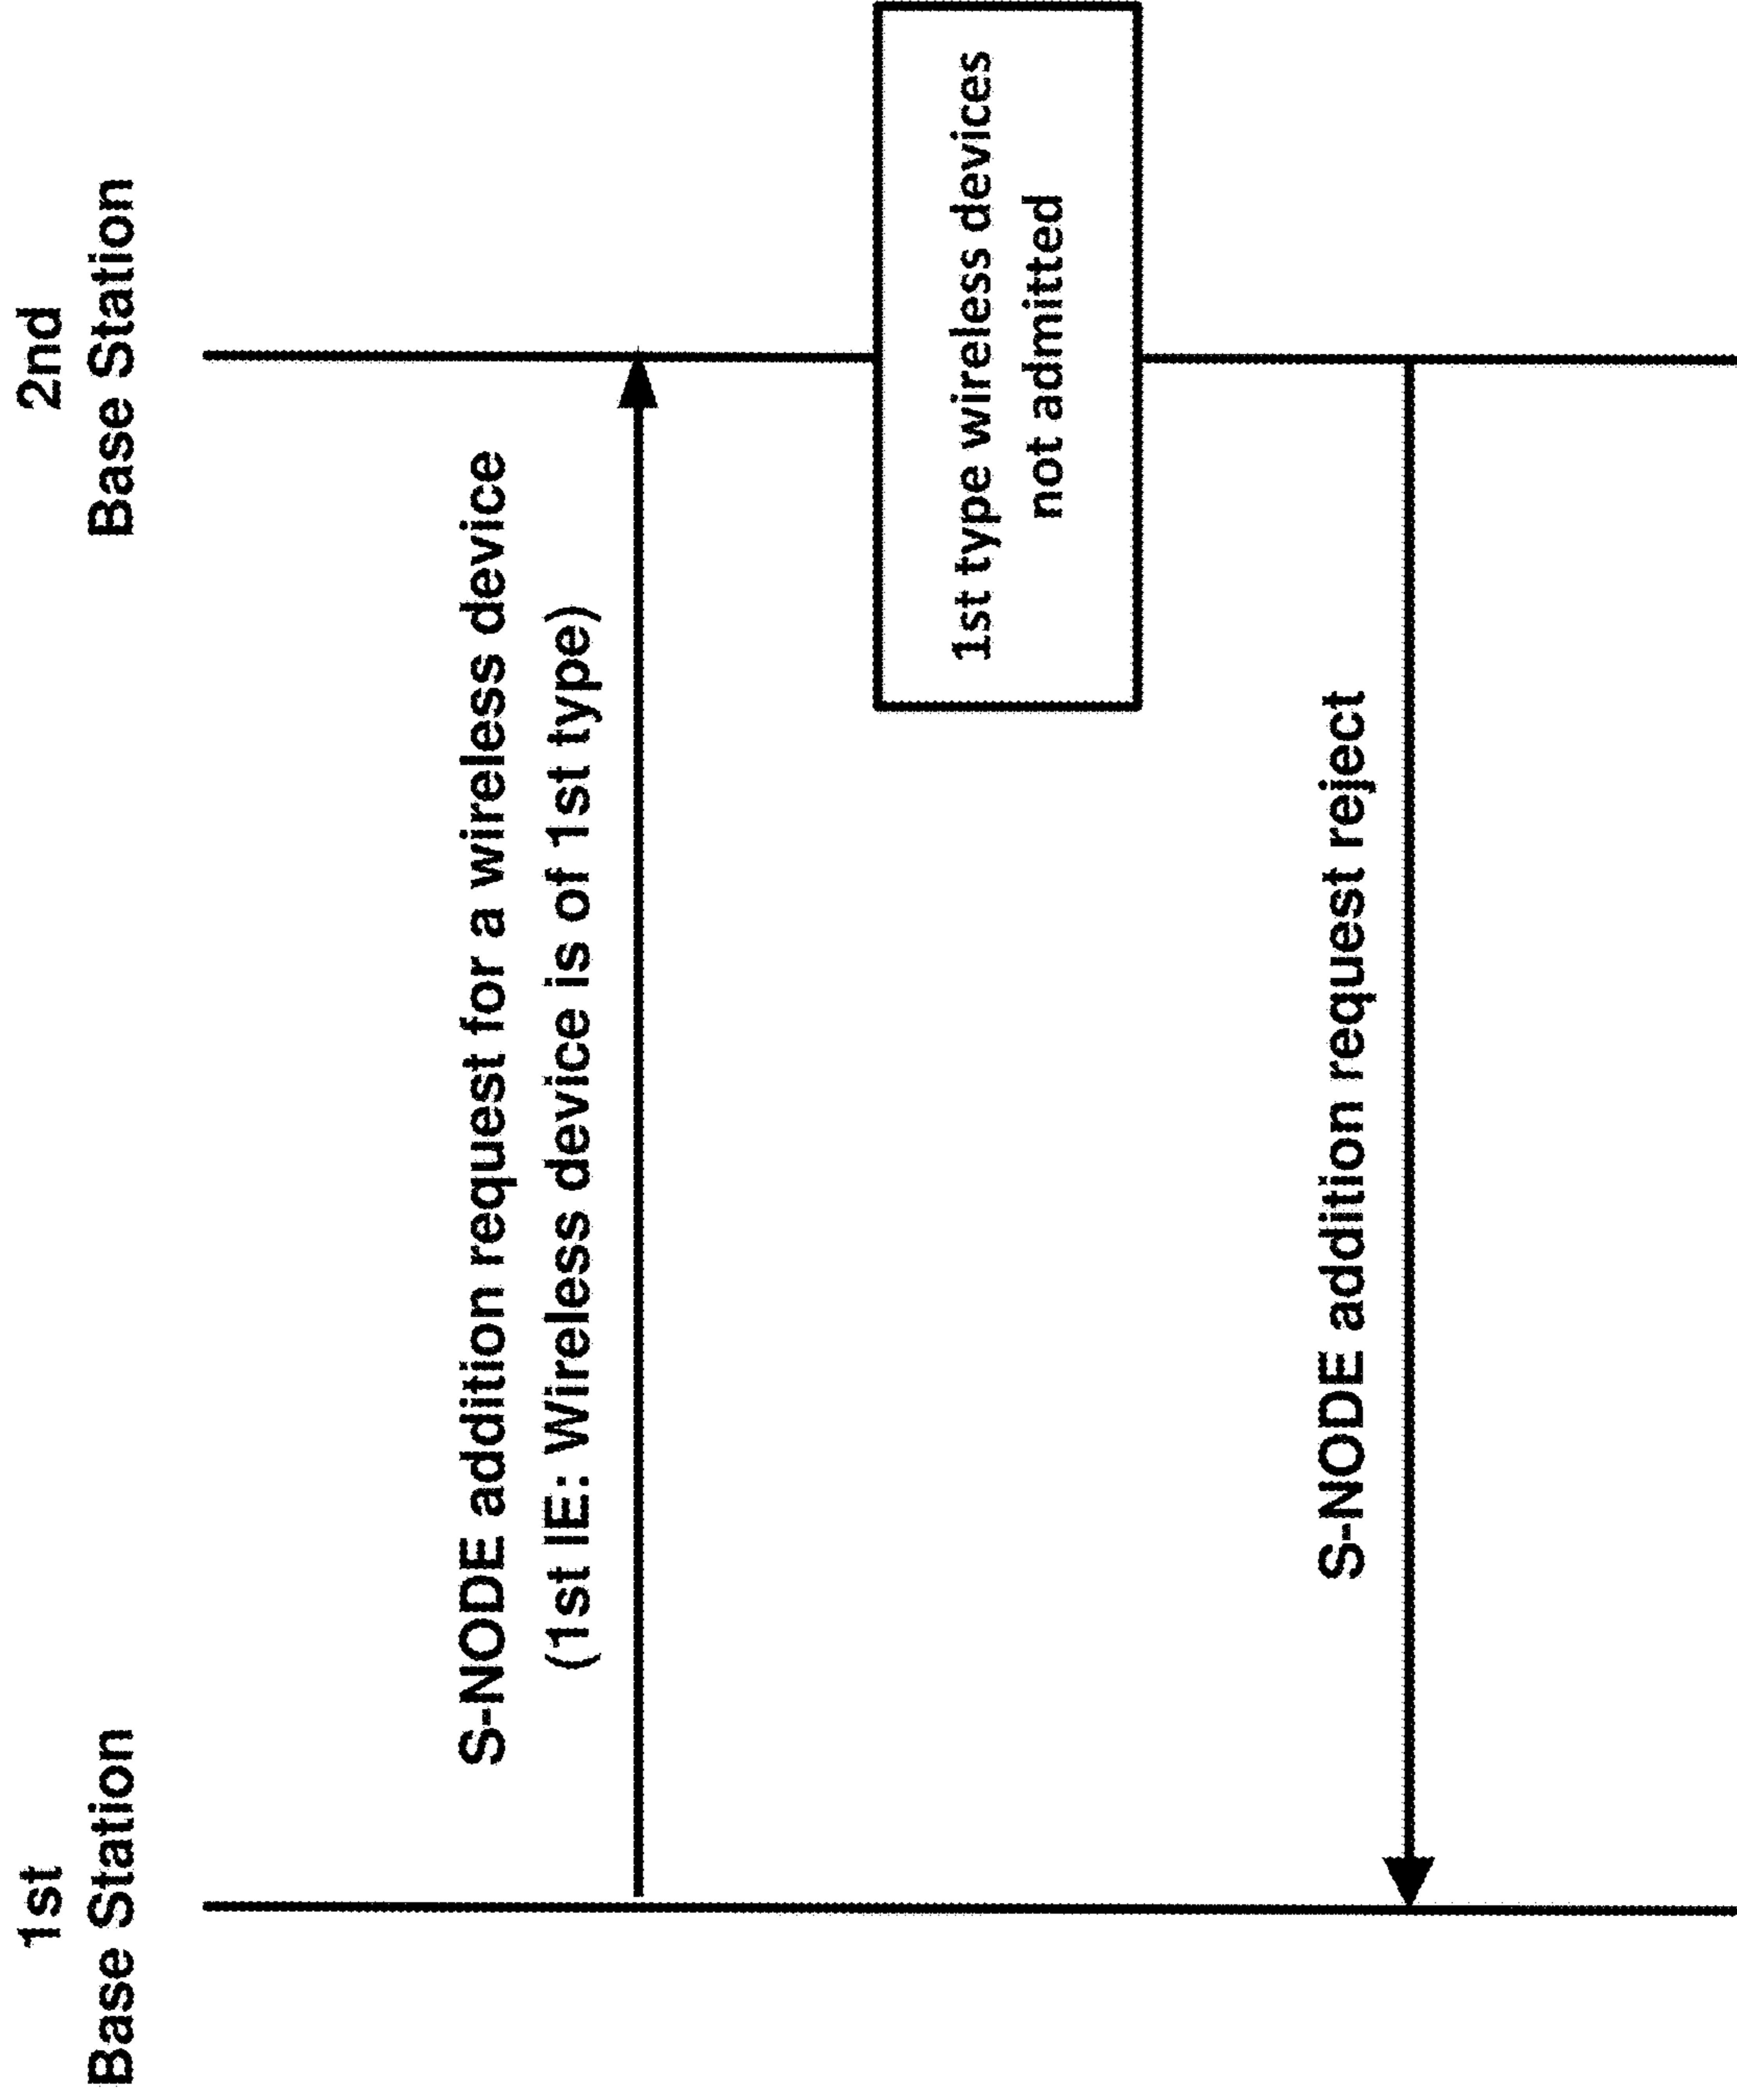 1st
Base Station
2nd
Base Station
S-NODE addition request for a wireless device
(1st IE: Wireless device is of 1st type)
1st type wireless devices
not admitted
S-NODE addition request reject